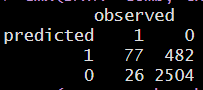 observed
predicted 1 0
1 77 482
0 26 2504